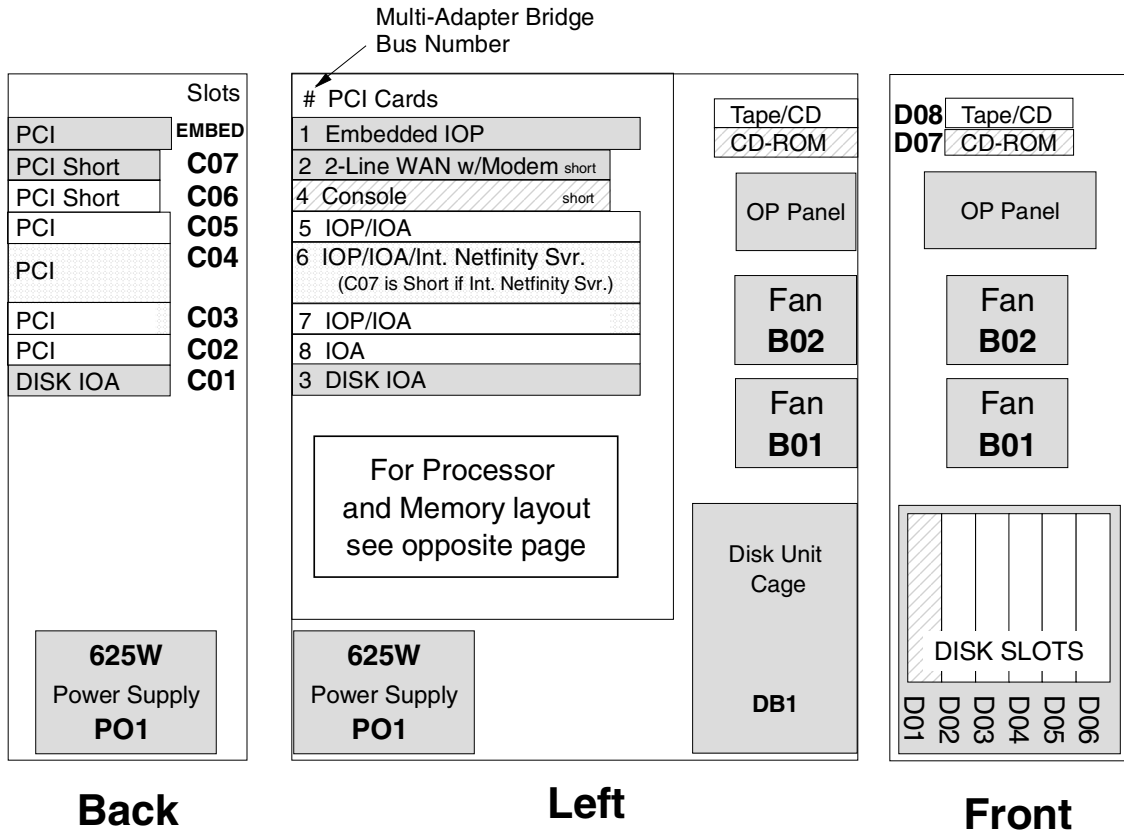 Multi-Adapter Bridge
Bus Number
Slots
PCI EMBED
PCI Short C07
PCI Short C06
PCI C05
PCI C04
PCI C03
PCI C02
DISK IOA C01
625W
Power Supply
PO1
Back
# PCI Cards
1 Embedded IOP
2 2-Line WAN w/Modem short
4 Console short
5 IOP/IOA
6 IOP/IOA/Int. Netfinity Svr.
(C07 is Short if Int. Netfinity Svr.)
7 IOP/IOA
8 IOA
3 DISK IOA
For Processor
and Memory layout
see opposite page
625W
Power Supply
PO1
Tape/CD
CD-ROM
OP Panel
Fan
B02
Fan
B01
Disk Unit
Cage
DB1
Left
D08 Tape/CD
D07 CD-ROM
OP Panel
Fan
B02
Fan
B01
DISK SLOTS
D01
D02
D03
D04
D05
D06
Front